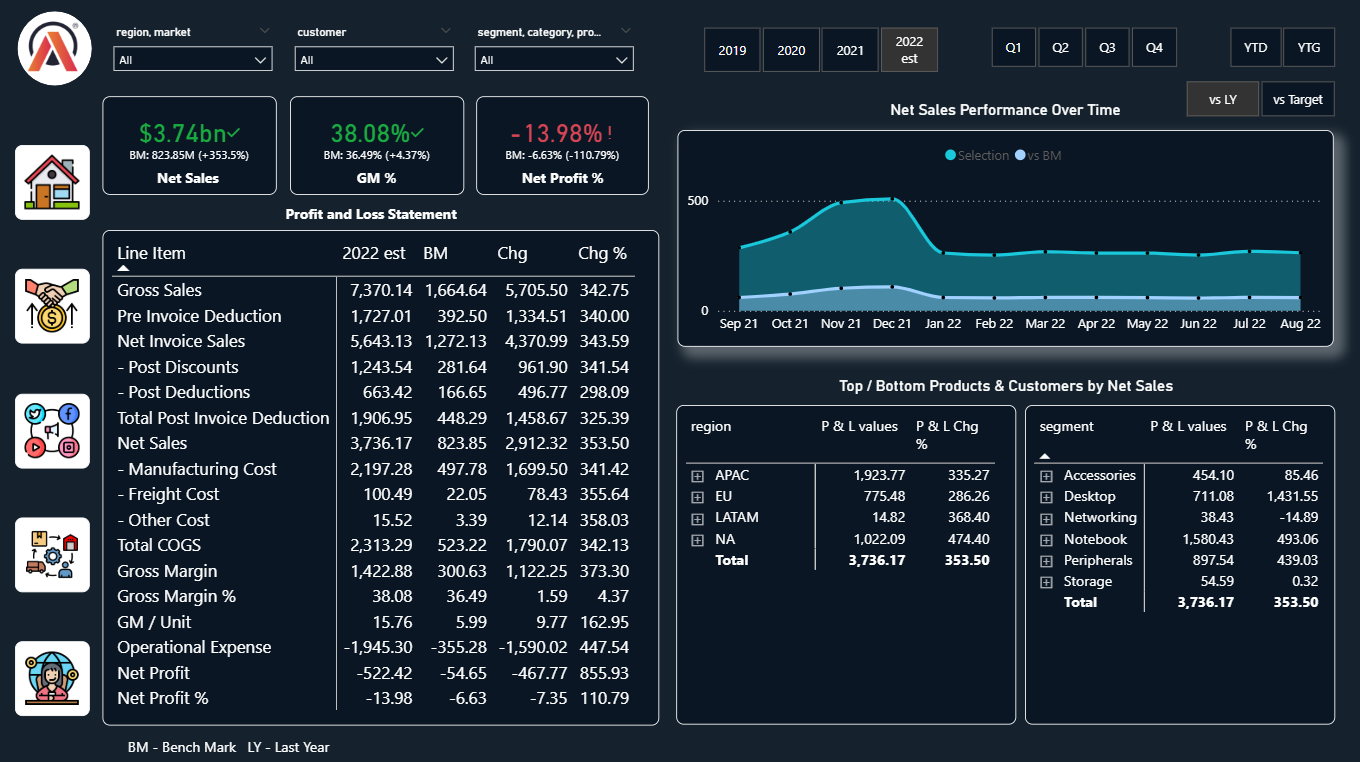 region, market
All
customer
All
segment, category, pro...
All
2019
2020
2021
2022
est
Q1
Q2
Q3
Q4
YTD
YTG
vs LY
vs Target
$3.74bn
BM: 823.85M (+353.5%)
Net Sales
38.08%
BM: 36.49% (+4.37%)
GM %
-13.98% !
BM: -6.63% (-110.79%)
Net Profit %
Net Sales Performance Over Time
Selection vs BM
500
0
Sep 21 Oct 21 Nov 21 Dec 21 Jan 22 Feb 22 Mar 22 Apr 22 May 22 Jun 22 Jul 22 Aug 22
Profit and Loss Statement
Line Item 2022 est BM Chg Chg %
Gross Sales 7,370.14 1,664.64 5,705.50 342.75
Pre Invoice Deduction 1,727.01 392.50 1,334.51 340.00
Net Invoice Sales 5,643.13 1,272.13 4,370.99 343.59
- Post Discounts 1,243.54 281.64 961.90 341.54
- Post Deductions 663.42 166.65 496.77 298.09
Total Post Invoice Deduction 1,906.95 448.29 1,458.67 325.39
Net Sales 3,736.17 823.85 2,912.32 353.50
- Manufacturing Cost 2,197.28 497.78 1,699.50 341.42
- Freight Cost 100.49 22.05 78.43 355.64
- Other Cost 15.52 3.39 12.14 358.03
Total COGS 2,313.29 523.22 1,790.07 342.13
Gross Margin 1,422.88 300.63 1,122.25 373.30
Gross Margin % 38.08 36.49 1.59 4.37
GM / Unit 15.76 5.99 9.77 162.95
Operational Expense -1,945.30 -355.28 -1,590.02 447.54
Net Profit -522.42 -54.65 -467.77 855.93
Net Profit % -13.98 -6.63 -7.35 110.79
Top / Bottom Products & Customers by Net Sales
region P & L values P & L Chg
%
APAC 1,923.77 335.27
EU 775.48 286.26
LATAM 14.82 368.40
NA 1,022.09 474.40
Total 3,736.17 353.50
segment P & L values P & L Chg
%
Accessories 454.10 85.46
Desktop 711.08 1,431.55
Networking 38.43 -14.89
Notebook 1,580.43 493.06
Peripherals 897.54 439.03
Storage 54.59 0.32
Total 3,736.17 353.50
BM - Bench Mark LY - Last Year